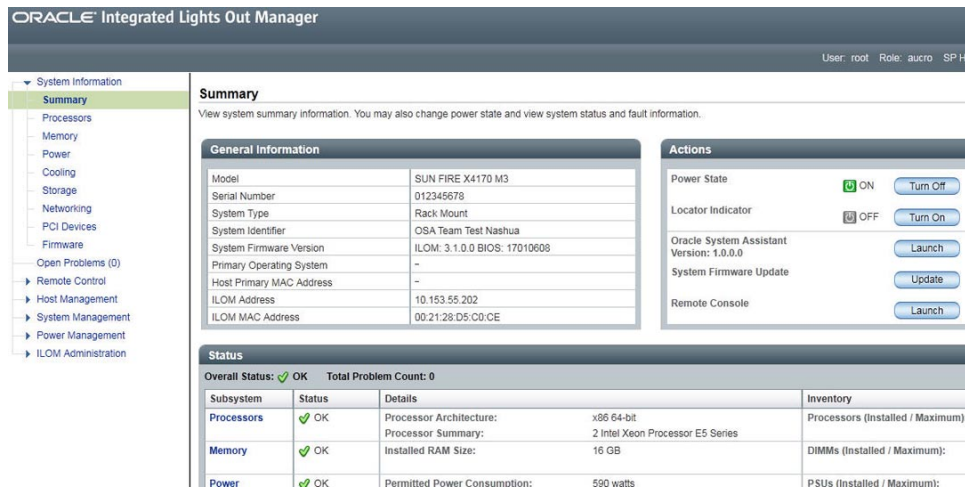 ORACLE® Integrated Lights Out Manager
User: root Role: aucro SP H
System Information
Summary
Processors
Memory
Power
Cooling
Storage
Networking
PCI Devices
Firmware
Open Problems (0)
Remote Control
Host Management
System Management
Power Management
ILOM Administration
Summary
View system summary information. You may also change power state and view system status and fault information.
General Information
Model SUN FIRE X4170 M3
Serial Number 012345678
System Type Rack Mount
System Identifier OSA Team Test Nashua
System Firmware Version ILOM: 3.1.0.0 BIOS: 17010608
Primary Operating System -
Host Primary MAC Address -
ILOM Address 10.153.55.202
ILOM MAC Address 00:21:28:D5:C0:CE
Actions
Power State ON Turn Off
Locator Indicator OFF Turn On
Oracle System Assistant
Version: 1.0.0.0 Launch
System Firmware Update Update
Remote Console Launch
Status
Overall Status: OK Total Problem Count: 0
Subsystem Status Details Inventory
Processors OK Processor Architecture: x86 64-bit Processors (Installed / Maximum)
Processor Summary: 2 Intel Xeon Processor E5 Series
Memory OK Installed RAM Size: 16 GB DIMMs (Installed / Maximum):
Power OK Permitted Power Consumption: 590 watts PSUs (Installed / Maximum):